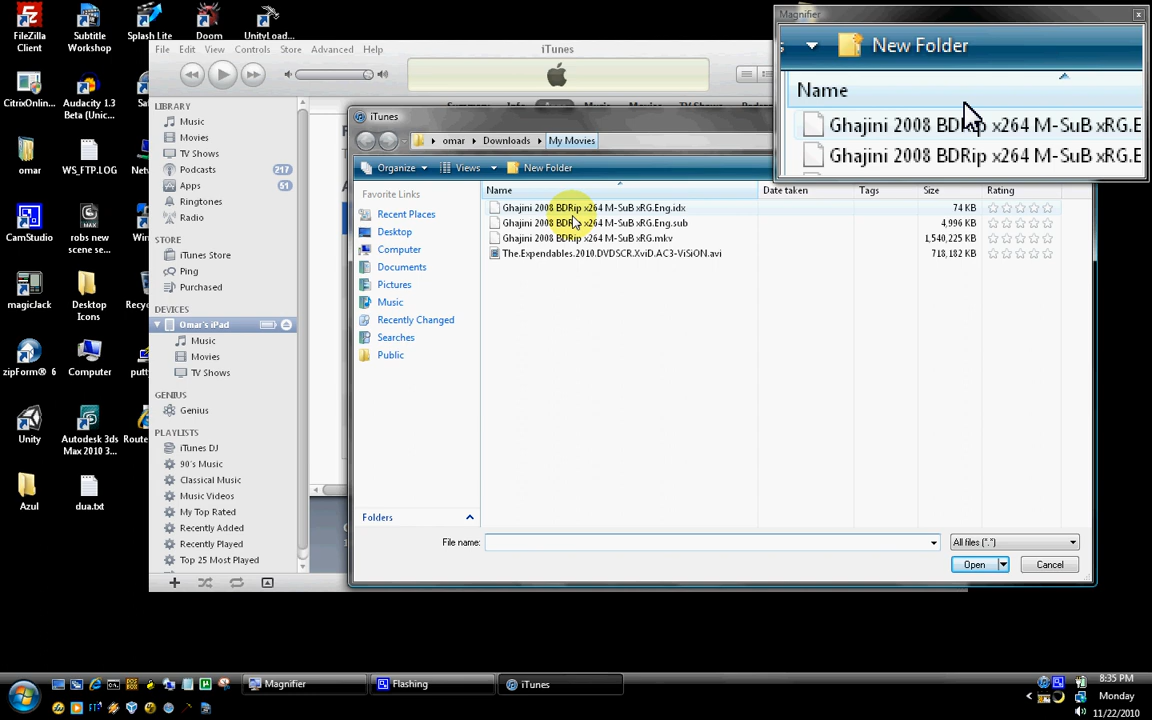 FileZilla Client
Subtitle Workshop
Splash Lite
Doom
UnityLoad...
CitrixOnlin...
Audacity 1.3 Beta (Unic...
omar
WS_FTP.LOG
CamStudio
robs new scene se...
magicJack
Desktop Icons
zipForm® 6
Computer
Unity
Autodesk 3ds Max 2010 3...
Azul
dua.txt
File Edit View Controls Store Advanced Help
iTunes
LIBRARY
Music
Movies
TV Shows
Podcasts 217
Apps 51
Ringtones
Radio
STORE
iTunes Store
Ping
Purchased
DEVICES
Omar's iPad
Music
Movies
TV Shows
GENIUS
Genius
PLAYLISTS
iTunes DJ
90's Music
Classical Music
Music Videos
My Top Rated
Recently Added
Recently Played
Top 25 Most Played
iTunes
omar Downloads My Movies
Organize Views New Folder
Favorite Links
Recent Places
Desktop
Computer
Documents
Pictures
Music
Recently Changed
Searches
Public
Folders
Name Date taken Tags Size Rating
Ghajini 2008 BDRip x264 M-SuB xRG.Eng.idx 74 KB
Ghajini 2008 BDRip x264 M-SuB xRG.Eng.sub 4,996 KB
Ghajini 2008 BDRip x264 M-SuB xRG.mkv 1,540,225 KB
The.Expendables.2010.DVDSCR.XviD.AC3-ViSiON.avi 718,182 KB
File name: All files (*.*)
Open Cancel
Magnifier
New Folder
Name
Ghajini 2008 BDRip x264 M-SuB xRG.E
Ghajini 2008 BDRip x264 M-SuB xRG.E
Magnifier
Flashing
iTunes
8:35 PM
Monday
11/22/2010